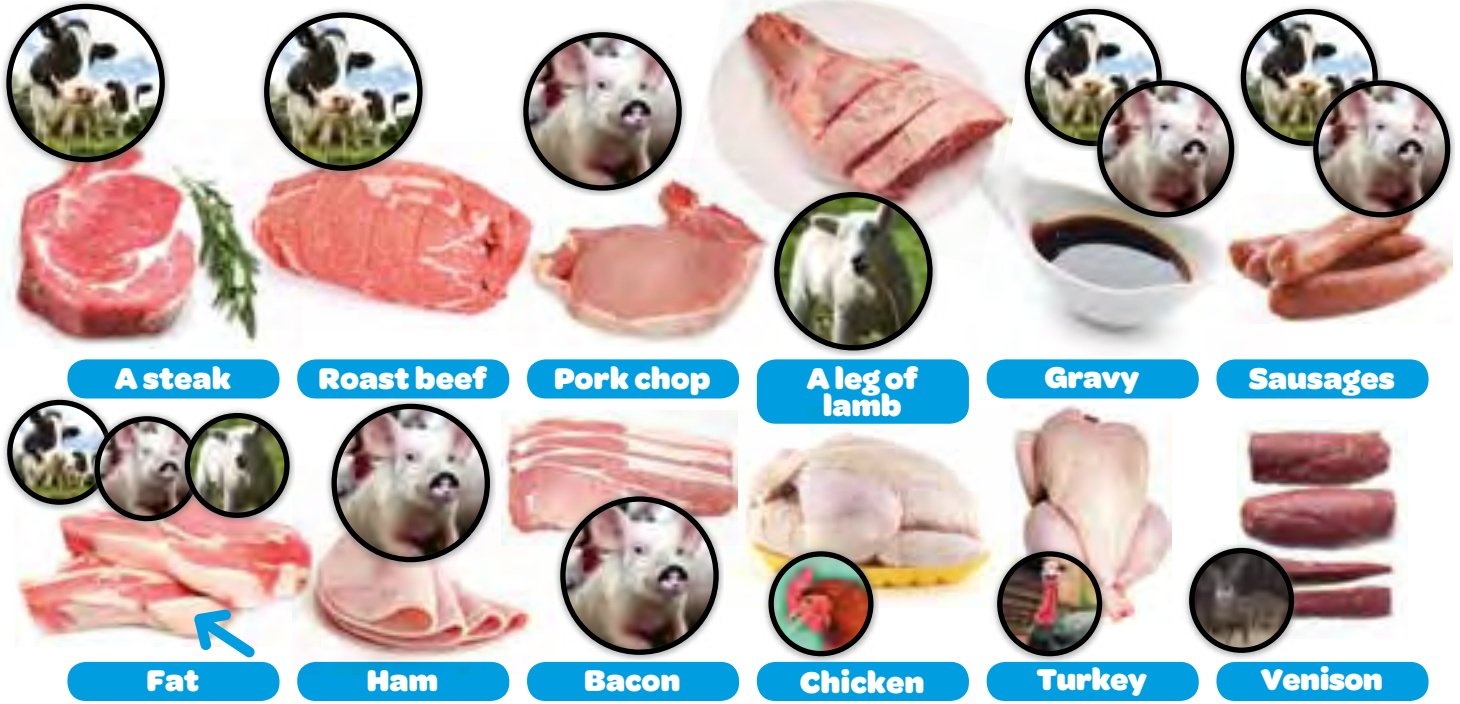 A steak
Roast beef
Pork chop
A leg of
lamb
Gravy
Sausages
Fat
Ham
Bacon
Chicken
Turkey
Venison